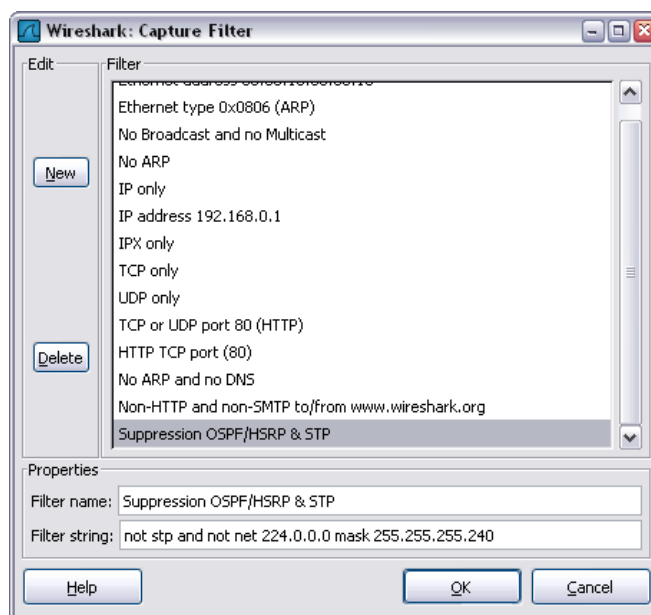 Wireshark: Capture Filter
Edit
Filter
Ethernet type 0x0806 (ARP)
No Broadcast and no Multicast
No ARP
IP only
IP address 192.168.0.1
IPX only
TCP only
UDP only
TCP or UDP port 80 (HTTP)
HTTP TCP port (80)
No ARP and no DNS
Non-HTTP and non-SMTP to/from www.wireshark.org
Suppression OSPF/HSRP & STP
New
Delete
Properties
Filter name: Suppression OSPF/HSRP & STP
Filter string: not stp and not net 224.0.0.0 mask 255.255.255.240
Help
OK
Cancel